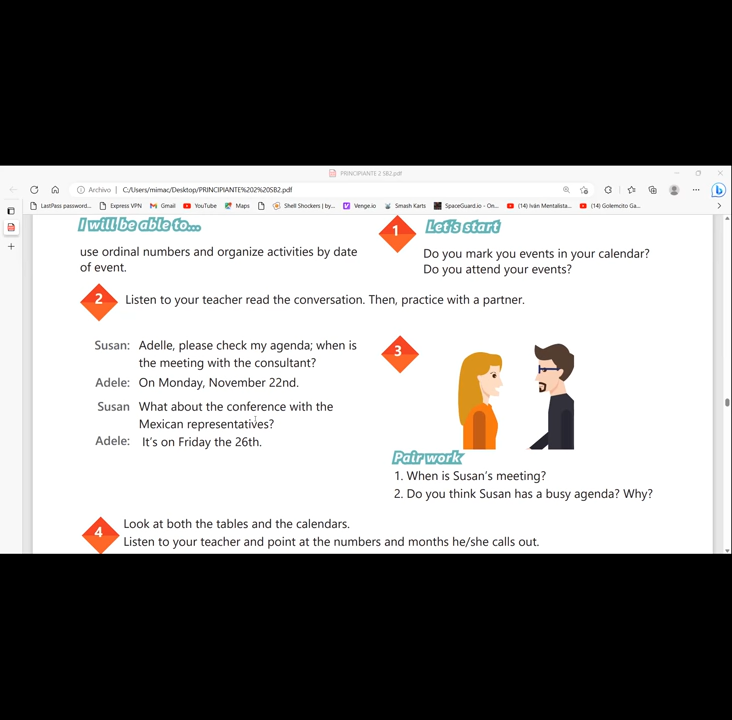 PRINCIPIANTE 2 SB2.pdf
Archivo | C:/Users/mimac/Desktop/PRINCIPIANTE%202%20SB2.pdf
LastPass password... Express VPN Gmail YouTube Maps Shell Shockers | by... Venge.io Smash Karts SpaceGuard.io - On... (14) Iván Mentalista... (14) Golemcito Ga...
I will be able to...
use ordinal numbers and organize activities by date
of event.
1 Let's start
Do you mark you events in your calendar?
Do you attend your events?
2 Listen to your teacher read the conversation. Then, practice with a partner.
Susan: Adelle, please check my agenda; when is
the meeting with the consultant?
Adele: On Monday, November 22nd.
Susan What about the conference with the
Mexican representatives?
Adele: It's on Friday the 26th.
3
Pair work
1. When is Susan's meeting?
2. Do you think Susan has a busy agenda? Why?
4 Look at both the tables and the calendars.
Listen to your teacher and point at the numbers and months he/she calls out.